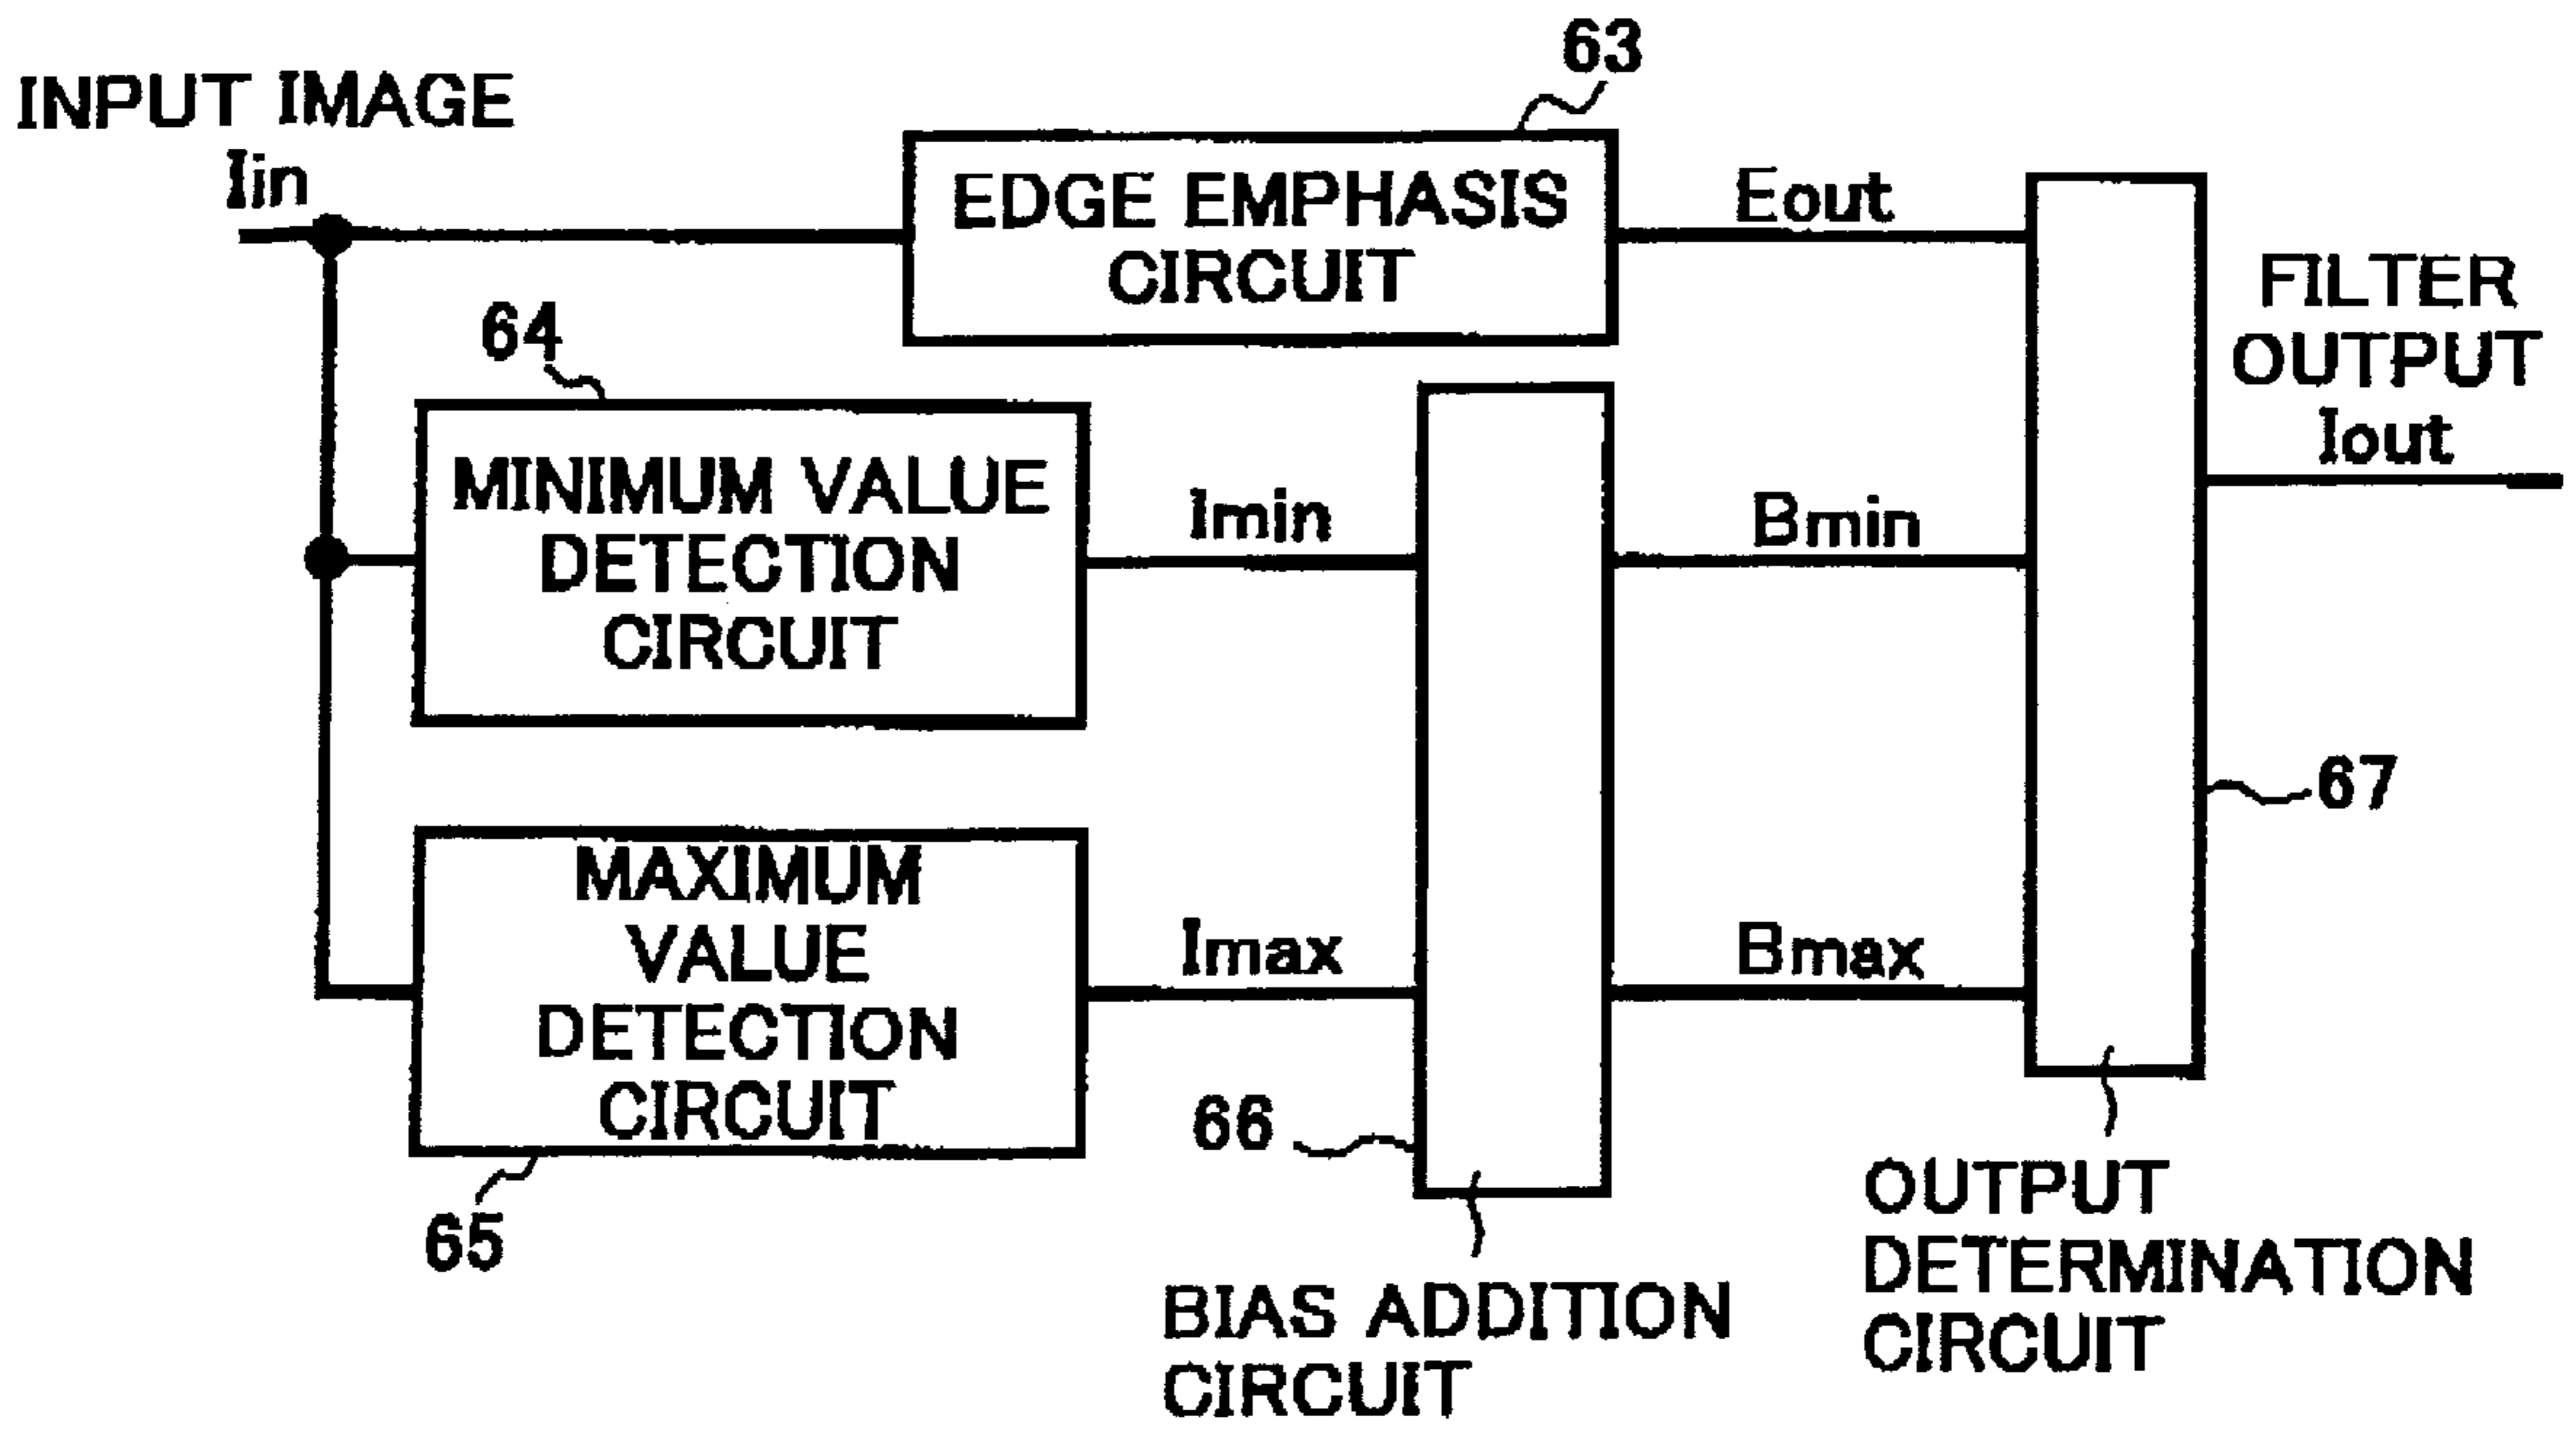 63
INPUT IMAGE
Iin
EDGE EMPHASIS
CIRCUIT
Eout
FILTER
OUTPUT
Iout
64
MINIMUM VALUE
DETECTION
CIRCUIT
Imin
Bmin
67
MAXIMUM
VALUE
DETECTION
CIRCUIT
Imax
Bmax
66
65
BIAS ADDITION
CIRCUIT
OUTPUT
DETERMINATION
CIRCUIT